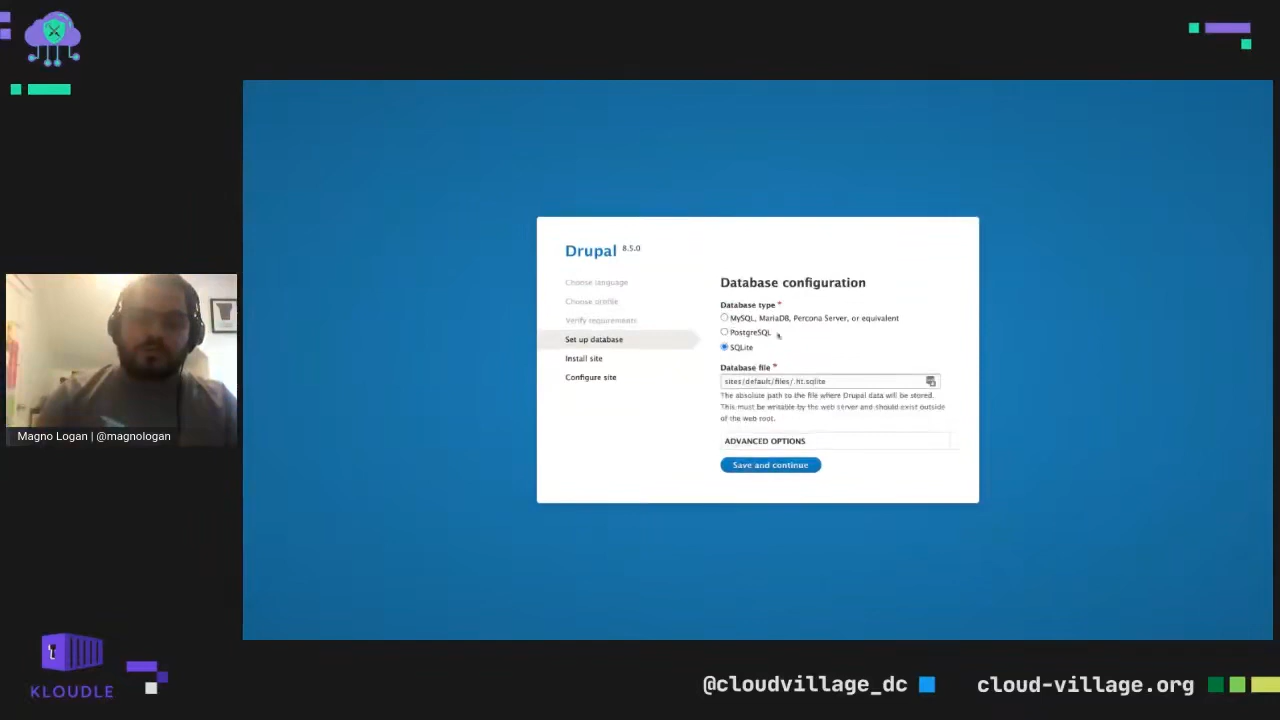 Drupal 8.5.0
Choose language
Choose profile
Verify requirements
Set up database
Install site
Configure site
Database configuration
Database type *
MySQL, MariaDB, Percona Server, or equivalent
PostgreSQL
SQLite
Database file *
sites/default/files/.ht.sqlite
The absolute path to the file where Drupal data will be stored.
This must be writable by the web server and should exist outside
of the web root.
ADVANCED OPTIONS
Save and continue
Magno Logan | @magnologan
KLOUDLE
@cloudvillage_dc
cloud-village.org